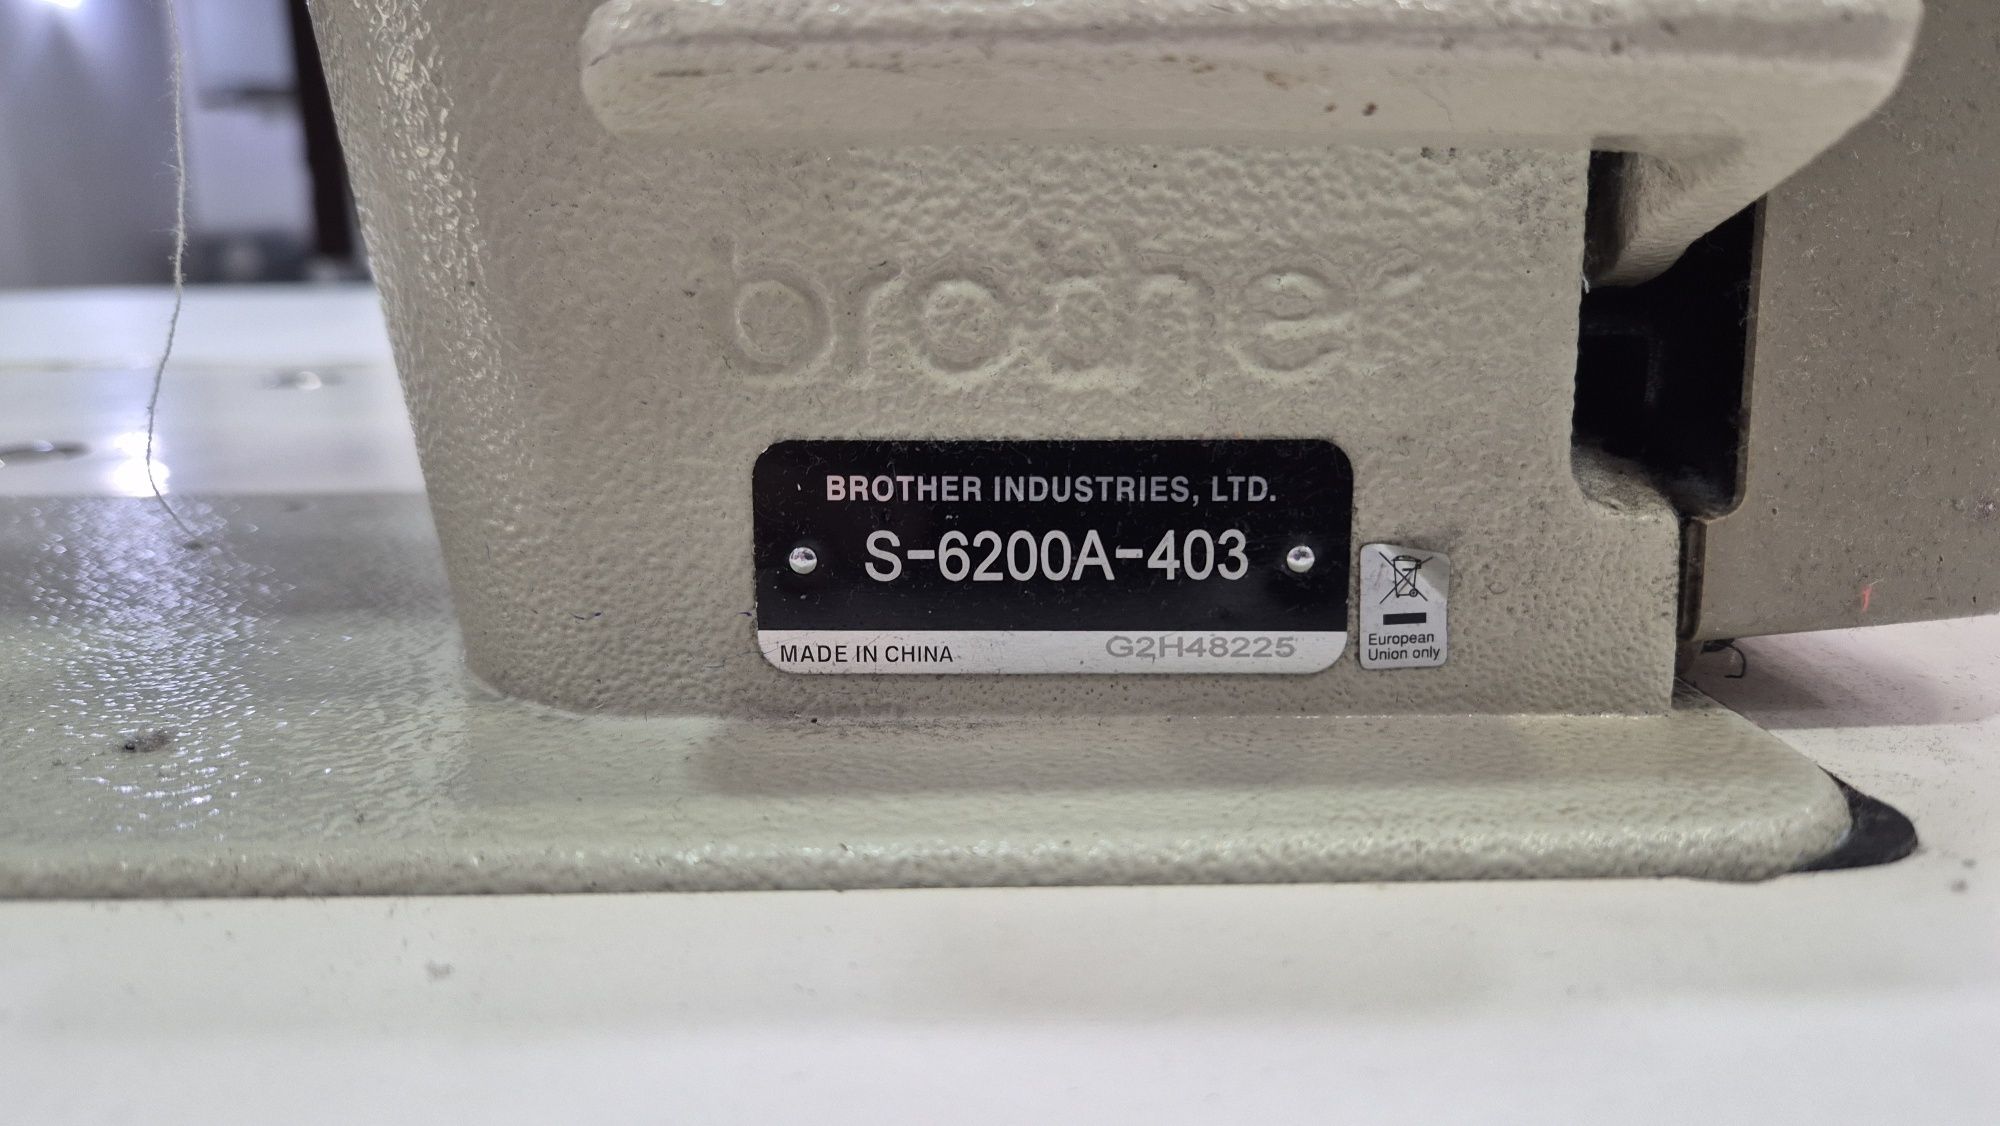 brother
BROTHER INDUSTRIES, LTD.
S-6200A-403
MADE IN CHINA G2H48225
European
Union only